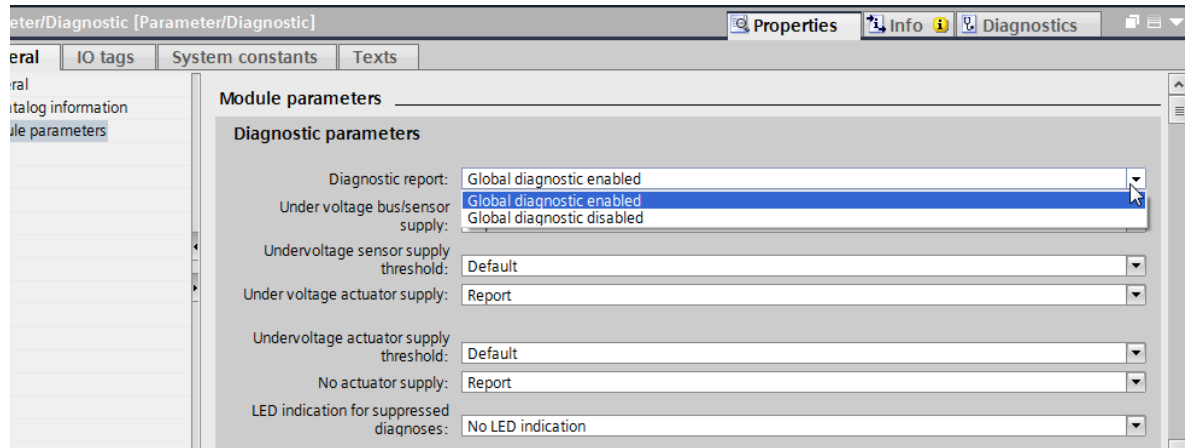 eter/Diagnostic [Parameter/Diagnostic]
Properties
Info
Diagnostics
eral
IO tags
System constants
Texts
eral
atalog information
ule parameters
Module parameters
Diagnostic parameters
Diagnostic report:
Global diagnostic enabled
Global diagnostic enabled
Global diagnostic disabled
Under voltage bus/sensor
supply:
Undervoltage sensor supply
threshold:
Default
Under voltage actuator supply:
Report
Undervoltage actuator supply
threshold:
Default
No actuator supply:
Report
LED indication for suppressed
diagnoses:
No LED indication